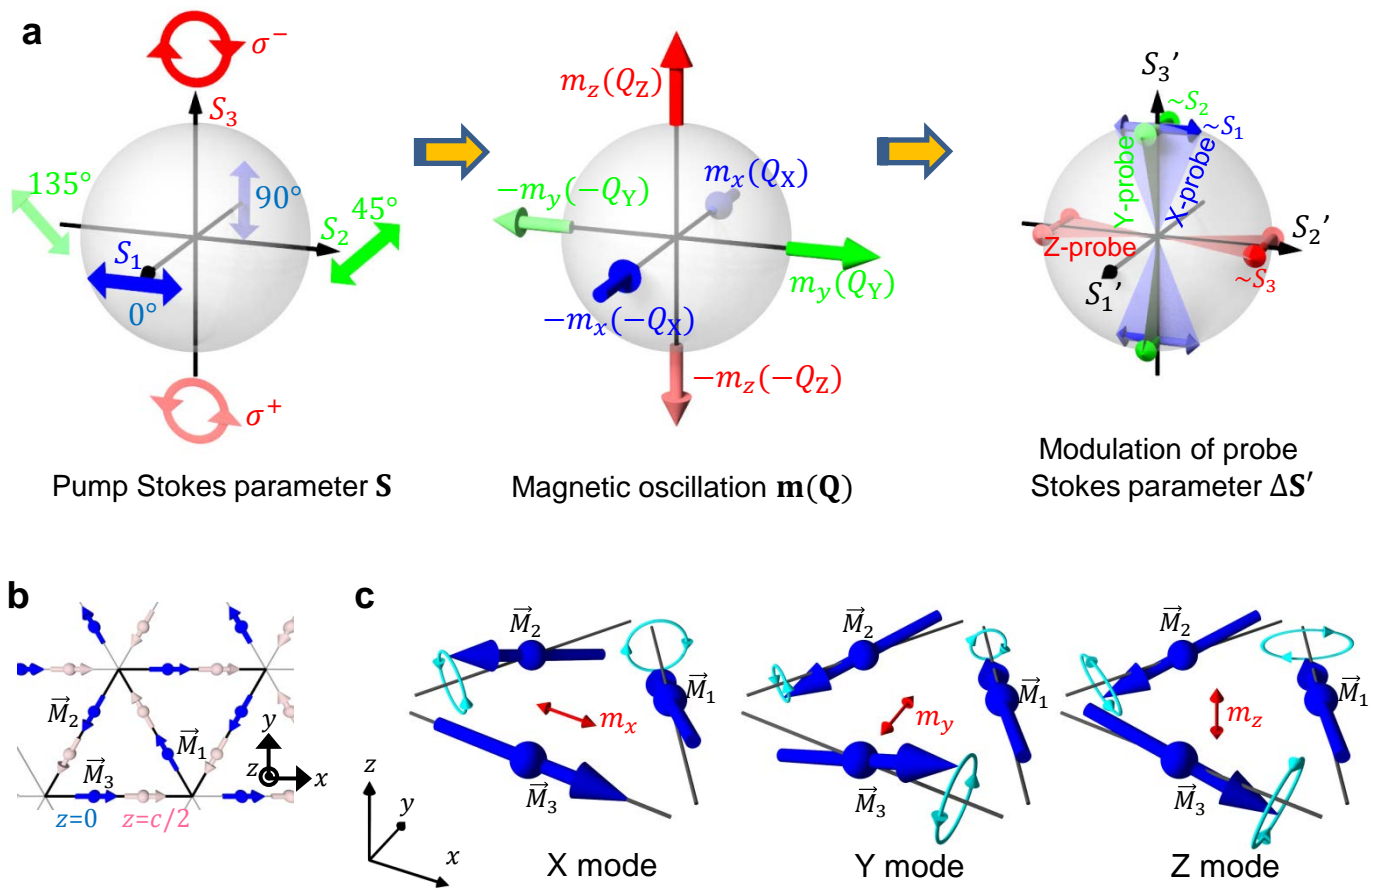 a
σ⁻
S₃
135°
90°
45°
S₂
S₁
0°
σ⁺
Pump Stokes parameter S
m_z(Q_Z)
m_x(Q_X)
−m_y(−Q_Y)
m_y(Q_Y)
−m_x(−Q_X)
−m_z(−Q_Z)
Magnetic oscillation m(Q)
S₃’
~S₂
~S₁
Y-probe
X-probe
Z-probe
S₂’
~S₃
S₁’
Modulation of probe
Stokes parameter ΔS′
b
M⃗₂
M⃗₁
M⃗₃
y
z
x
z=0
z=c/2
c
M⃗₂
M⃗₁
m_x
M⃗₃
z
y
x
X mode
M⃗₂
M⃗₁
m_y
M⃗₃
Y mode
M⃗₂
M⃗₁
m_z
M⃗₃
Z mode